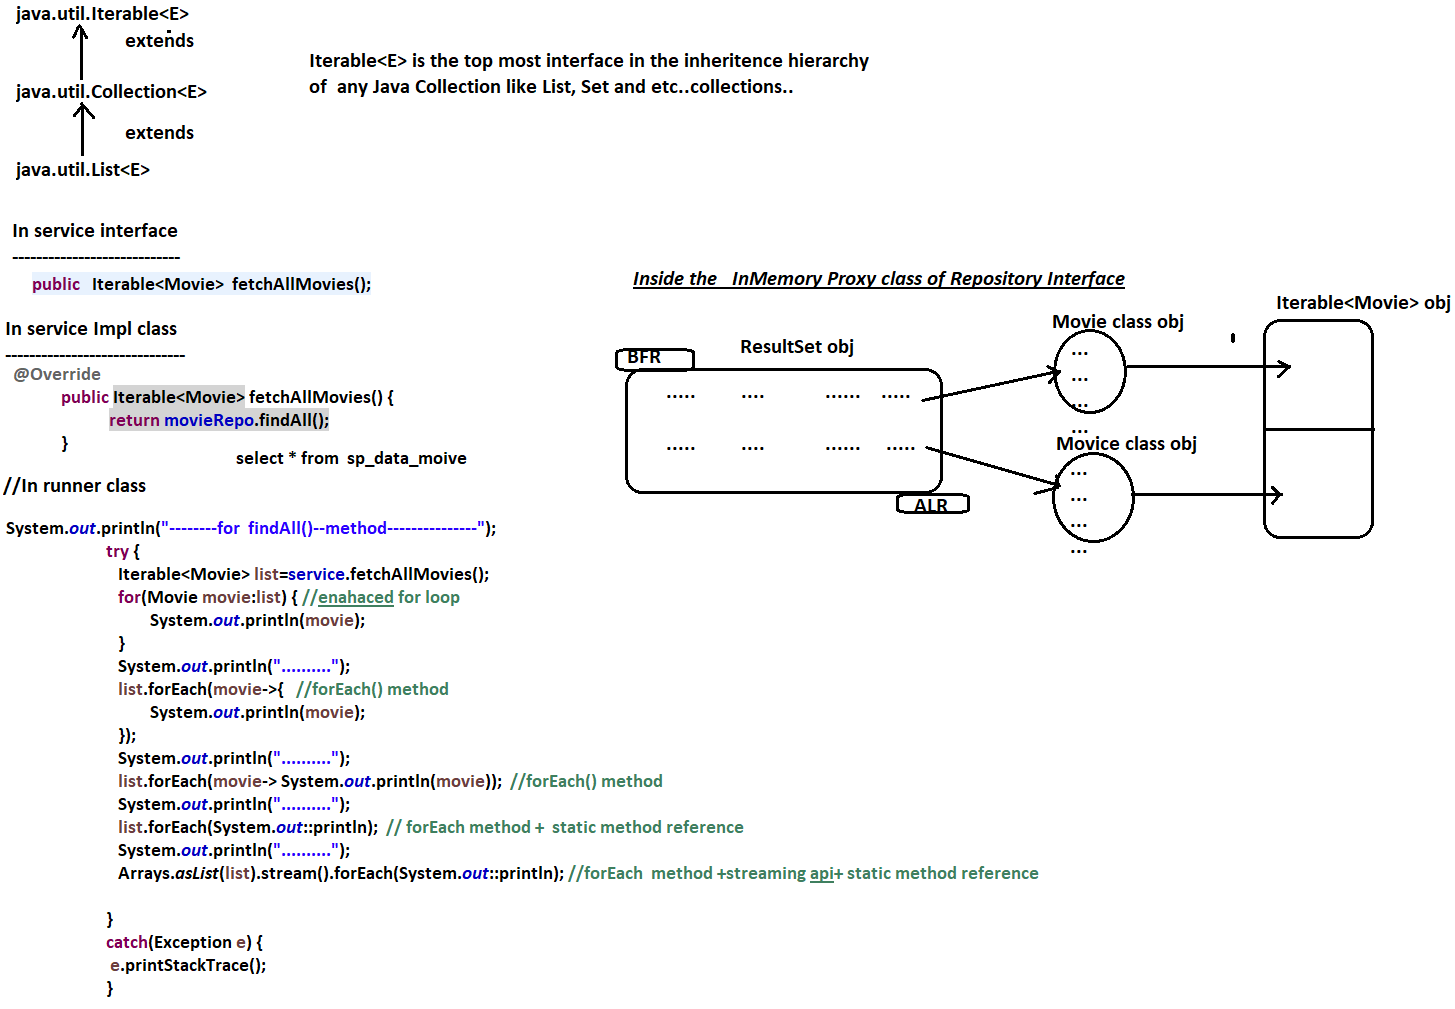 java.util.Iterable<E>
extends
java.util.Collection<E>
extends
java.util.List<E>
Iterable<E> is the top most interface in the inheritence hierarchy
of  any Java Collection like List, Set and etc..collections..
In service interface
----------------------------
public   Iterable<Movie>  fetchAllMovies();
In service Impl class
------------------------------
@Override
public Iterable<Movie> fetchAllMovies() {
return movieRepo.findAll();
}
select * from  sp_data_moive
//In runner class
System.out.println("--------for  findAll()--method---------------");
try {
Iterable<Movie> list=service.fetchAllMovies();
for(Movie movie:list) { //enahaced for loop
System.out.println(movie);
}
System.out.println("..........");
list.forEach(movie->{   //forEach() method
System.out.println(movie);
});
System.out.println("..........");
list.forEach(movie-> System.out.println(movie));  //forEach() method
System.out.println("..........");
list.forEach(System.out::println);  // forEach method +  static method reference
System.out.println("..........");
Arrays.asList(list).stream().forEach(System.out::println); //forEach  method +streaming api+ static method reference
}
catch(Exception e) {
e.printStackTrace();
}
Inside the   InMemory Proxy class of Repository Interface
Iterable<Movie> obj
Movie class obj
ResultSet obj
BFR
...
...
...
...
.....    ....    ......    .....
.....    ....    ......    .....
Movice class obj
...
...
...
...
ALR